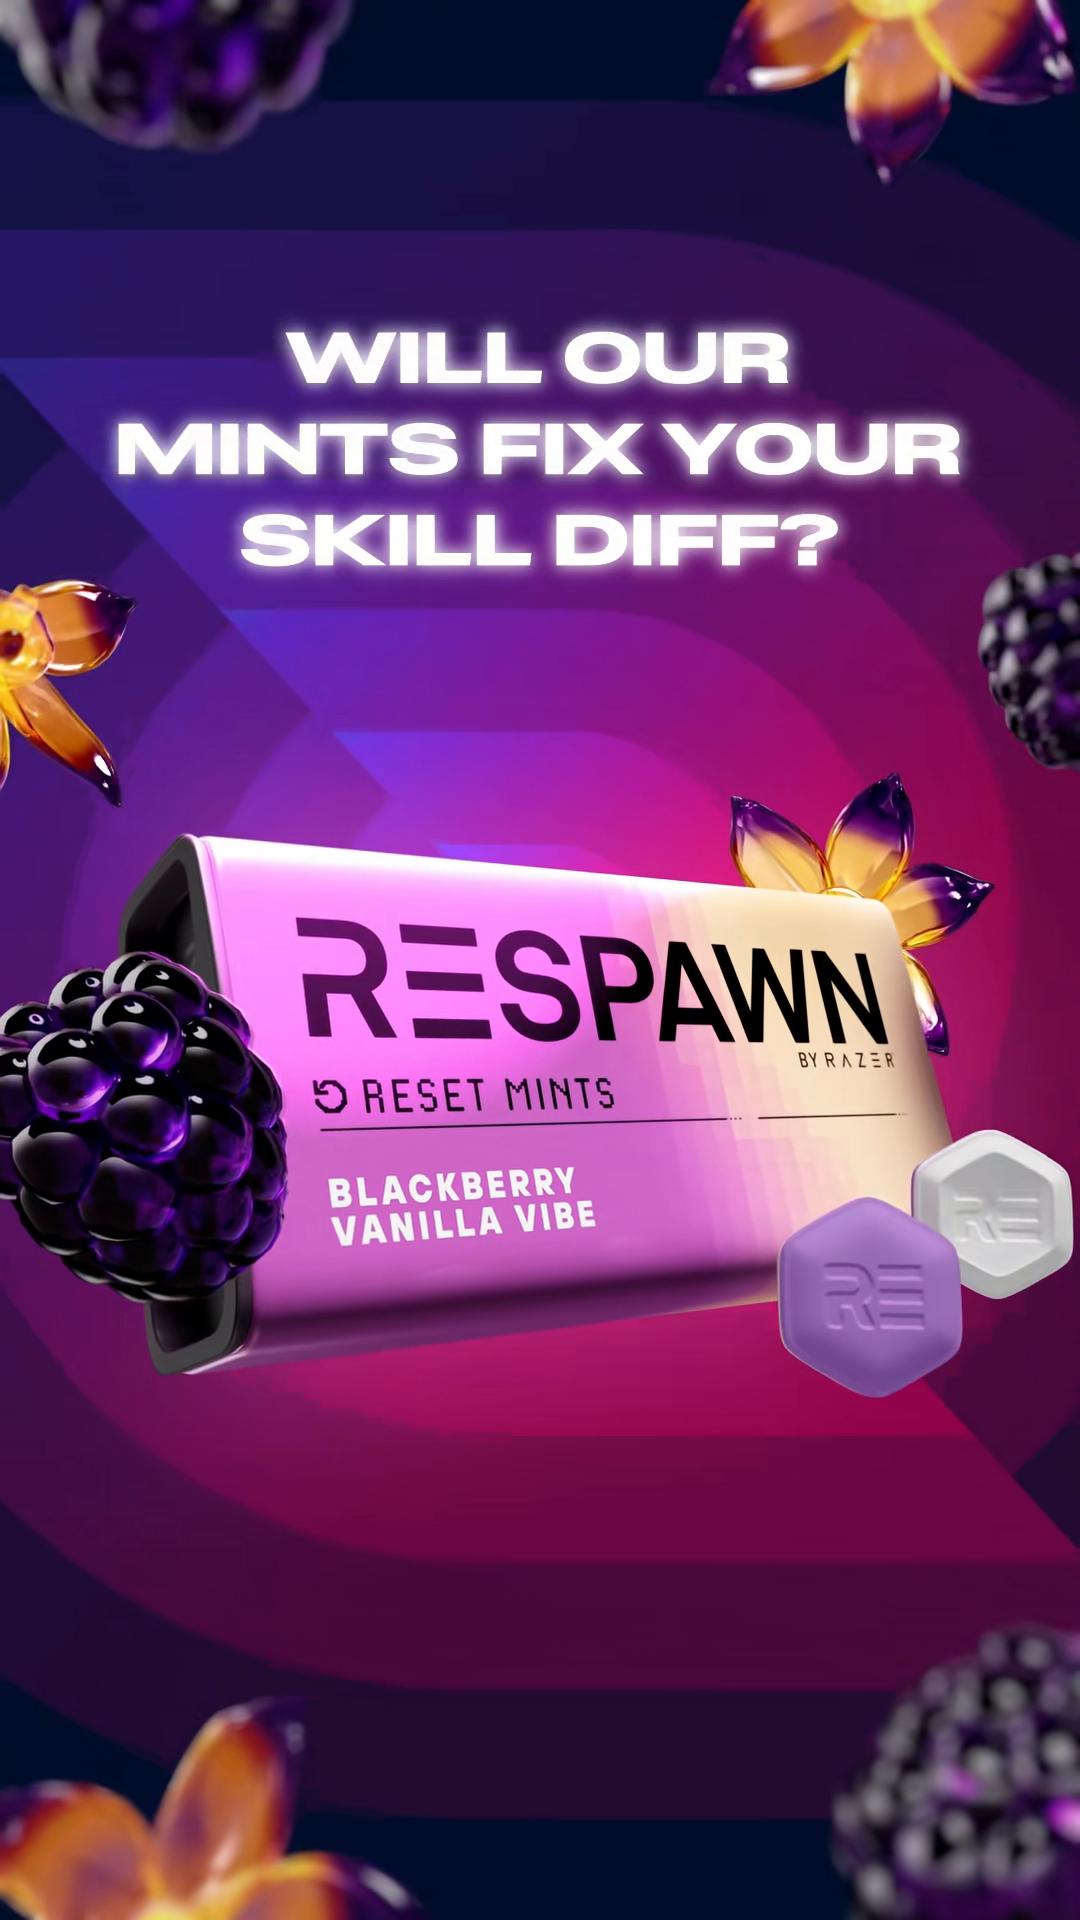 WILL OUR
MINTS FIX YOUR
SKILL DIFF?
RESPAWN
BY RAZER
RESET MINTS
BLACKBERRY
VANILLA VIBE
RE
RE